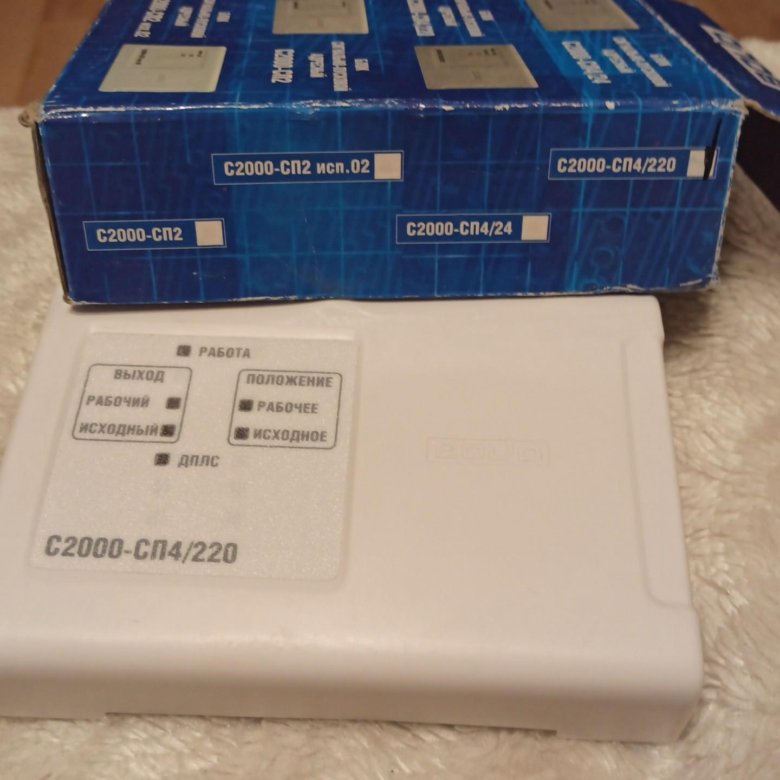 С2000-СП2 исп.02
С2000-СП4/220
С2000-СП2
С2000-СП4/24
РАБОТА
ВЫХОД
РАБОЧИЙ
ИСХОДНЫЙ
ПОЛОЖЕНИЕ
РАБОЧЕЕ
ИСХОДНОЕ
ДПЛС
BOLID
С2000-СП4/220